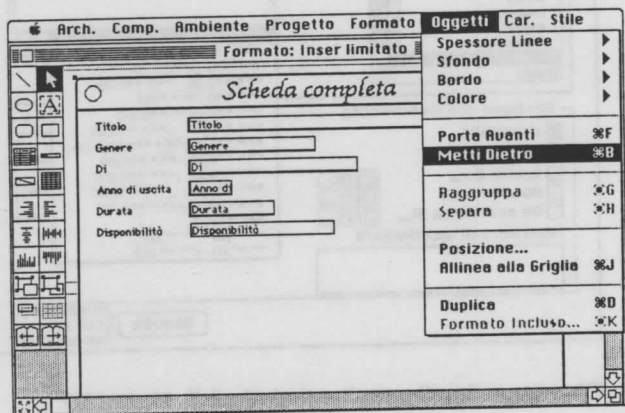 Arch. Comp. Ambiente Progetto Formato Oggetti Car. Stile
Formato: Inser limitato
Scheda completa
Titolo Titolo
Genere Genere
Di Di
Anno di uscita Anno di
Durata Durata
Disponibilità Disponibilità
Spessore Linee
Sfondo
Bordo
Colore
Porta Avanti ⌘F
Metti Dietro ⌘B
Raggruppa ⌘G
Separa ⌘H
Posizione...
Allinea alla Griglia ⌘J
Duplica ⌘D
Formato Incluso... ⌘K